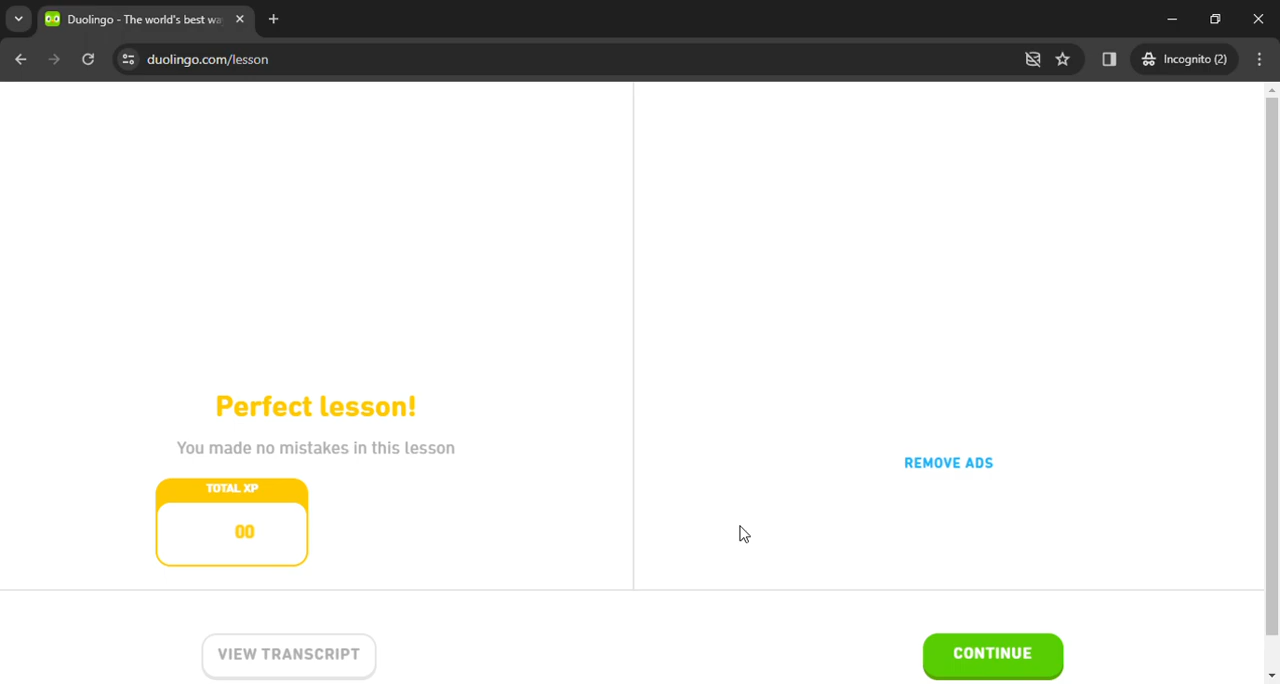 Duolingo - The world's best wa
duolingo.com/lesson
Incognito (2)
Perfect lesson!
You made no mistakes in this lesson
TOTAL XP
00
REMOVE ADS
VIEW TRANSCRIPT
CONTINUE